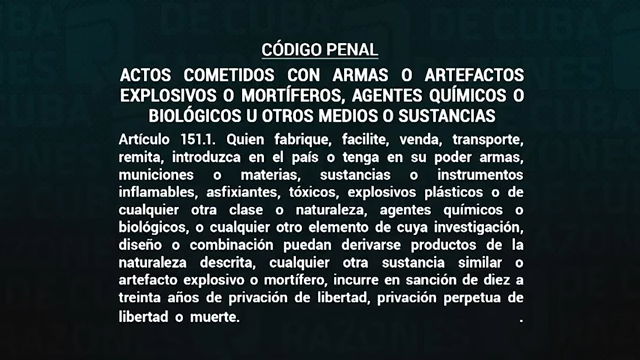 CÓDIGO PENAL
ACTOS COMETIDOS CON ARMAS O ARTEFACTOS
EXPLOSIVOS O MORTÍFEROS, AGENTES QUÍMICOS O
BIOLÓGICOS U OTROS MEDIOS O SUSTANCIAS
Artículo 151.1. Quien fabrique, facilite, venda, transporte,
remita, introduzca en el país o tenga en su poder armas,
municiones o materias, sustancias o instrumentos
inflamables, asfixiantes, tóxicos, explosivos plásticos o de
cualquier otra clase o naturaleza, agentes químicos o
biológicos, o cualquier otro elemento de cuya investigación,
diseño o combinación puedan derivarse productos de la
naturaleza descrita, cualquier otra sustancia similar o
artefacto explosivo o mortífero, incurre en sanción de diez a
treinta años de privación de libertad, privación perpetua de
libertad o muerte. .